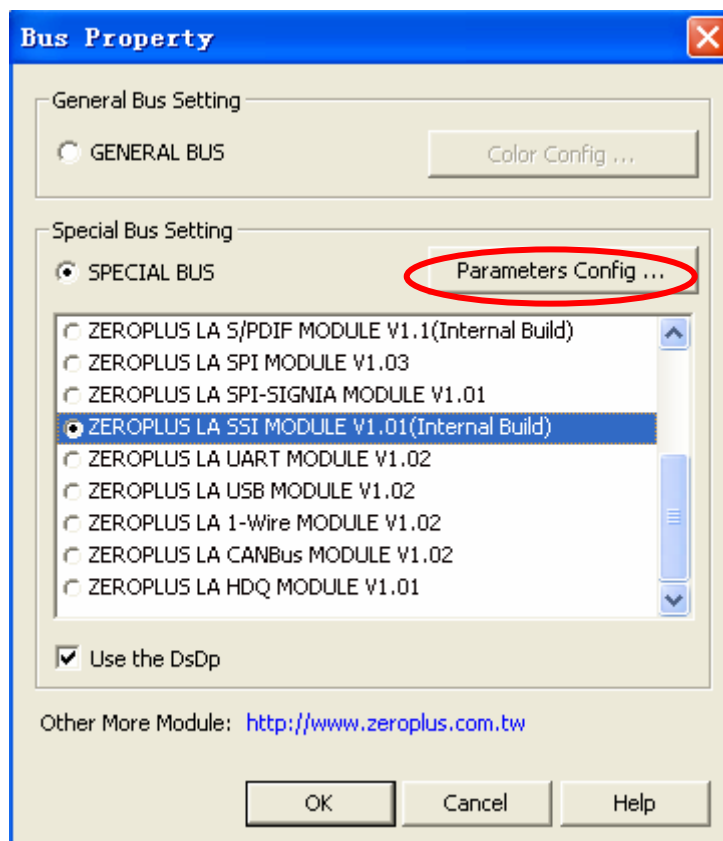 Bus Property
General Bus Setting
GENERAL BUS
Color Config ...
Special Bus Setting
SPECIAL BUS
Parameters Config ...
ZEROPLUS LA S/PDIF MODULE V1.1(Internal Build)
ZEROPLUS LA SPI MODULE V1.03
ZEROPLUS LA SPI-SIGNIA MODULE V1.01
ZEROPLUS LA SSI MODULE V1.01(Internal Build)
ZEROPLUS LA UART MODULE V1.02
ZEROPLUS LA USB MODULE V1.02
ZEROPLUS LA 1-Wire MODULE V1.02
ZEROPLUS LA CANBus MODULE V1.02
ZEROPLUS LA HDQ MODULE V1.01
Use the DsDp
Other More Module: http://www.zeroplus.com.tw
OK Cancel Help